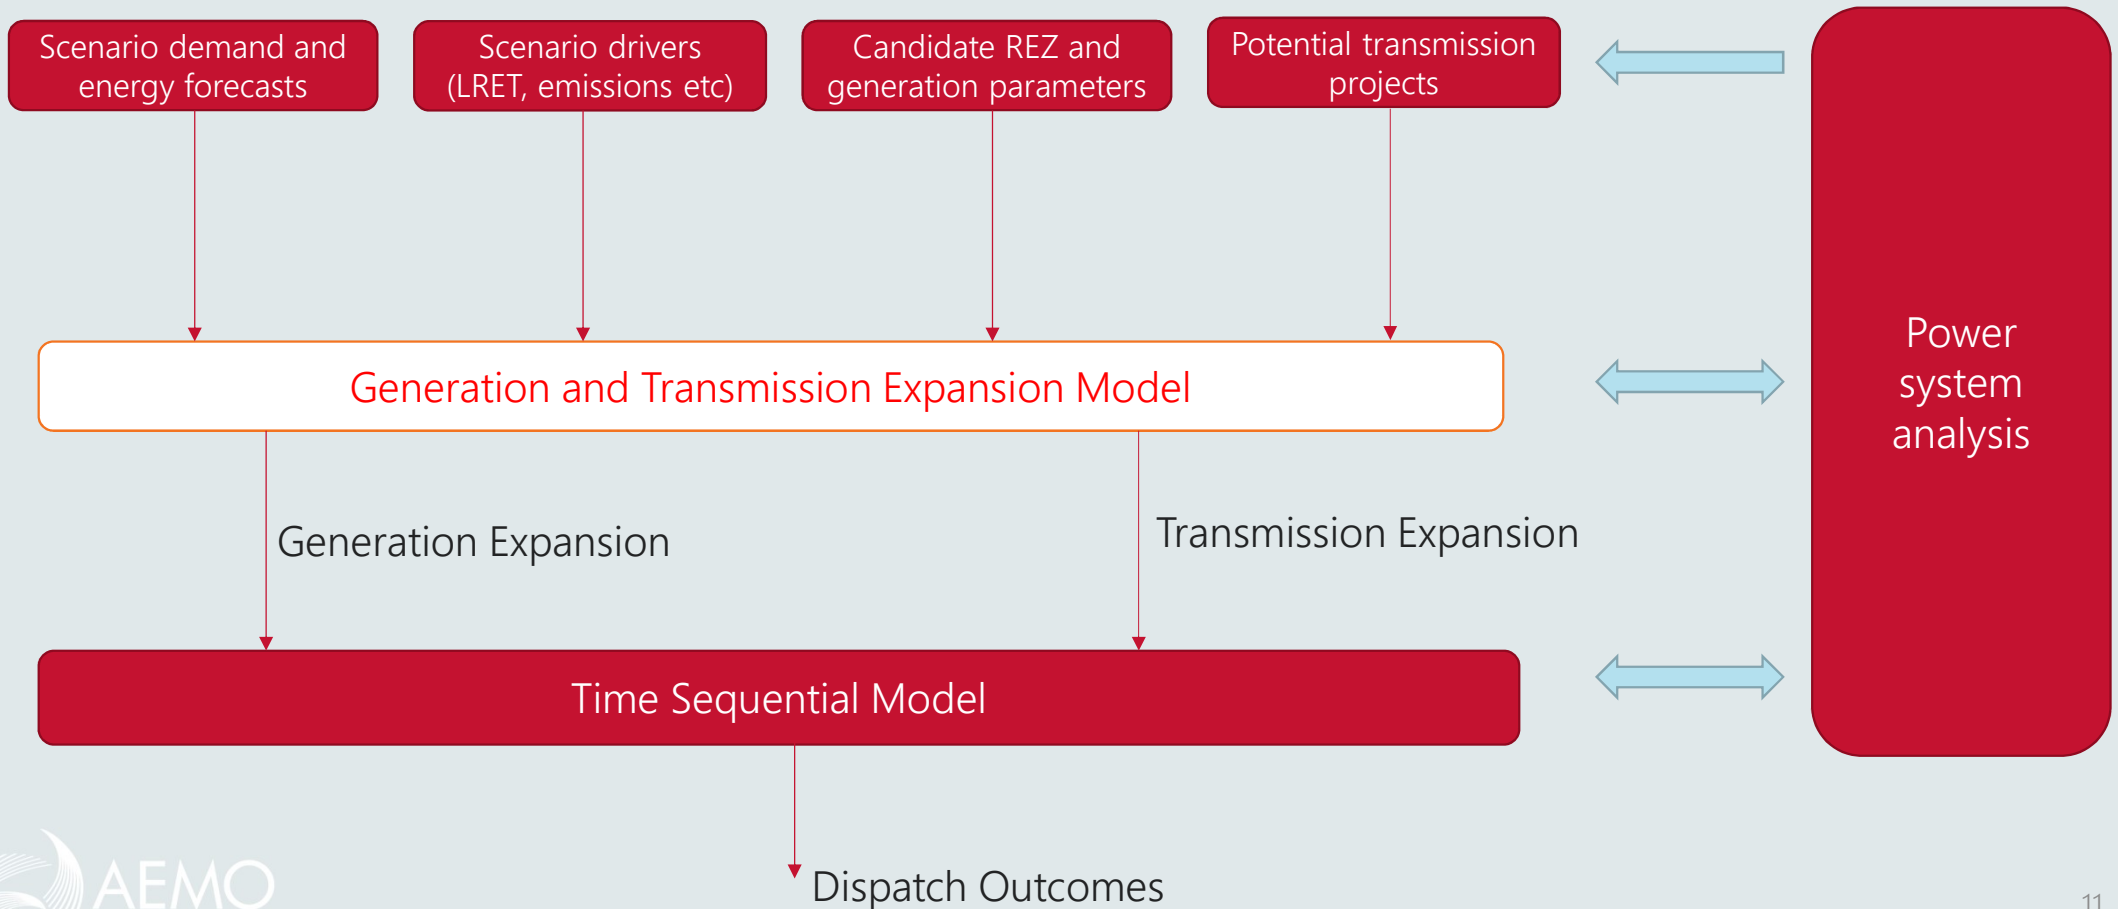 Scenario demand and
energy forecasts
Scenario drivers
(LRET, emissions etc)
Candidate REZ and
generation parameters
Potential transmission
projects
Power
system
analysis
Generation and Transmission Expansion Model
Generation Expansion
Transmission Expansion
Time Sequential Model
Dispatch Outcomes
AEMO
11